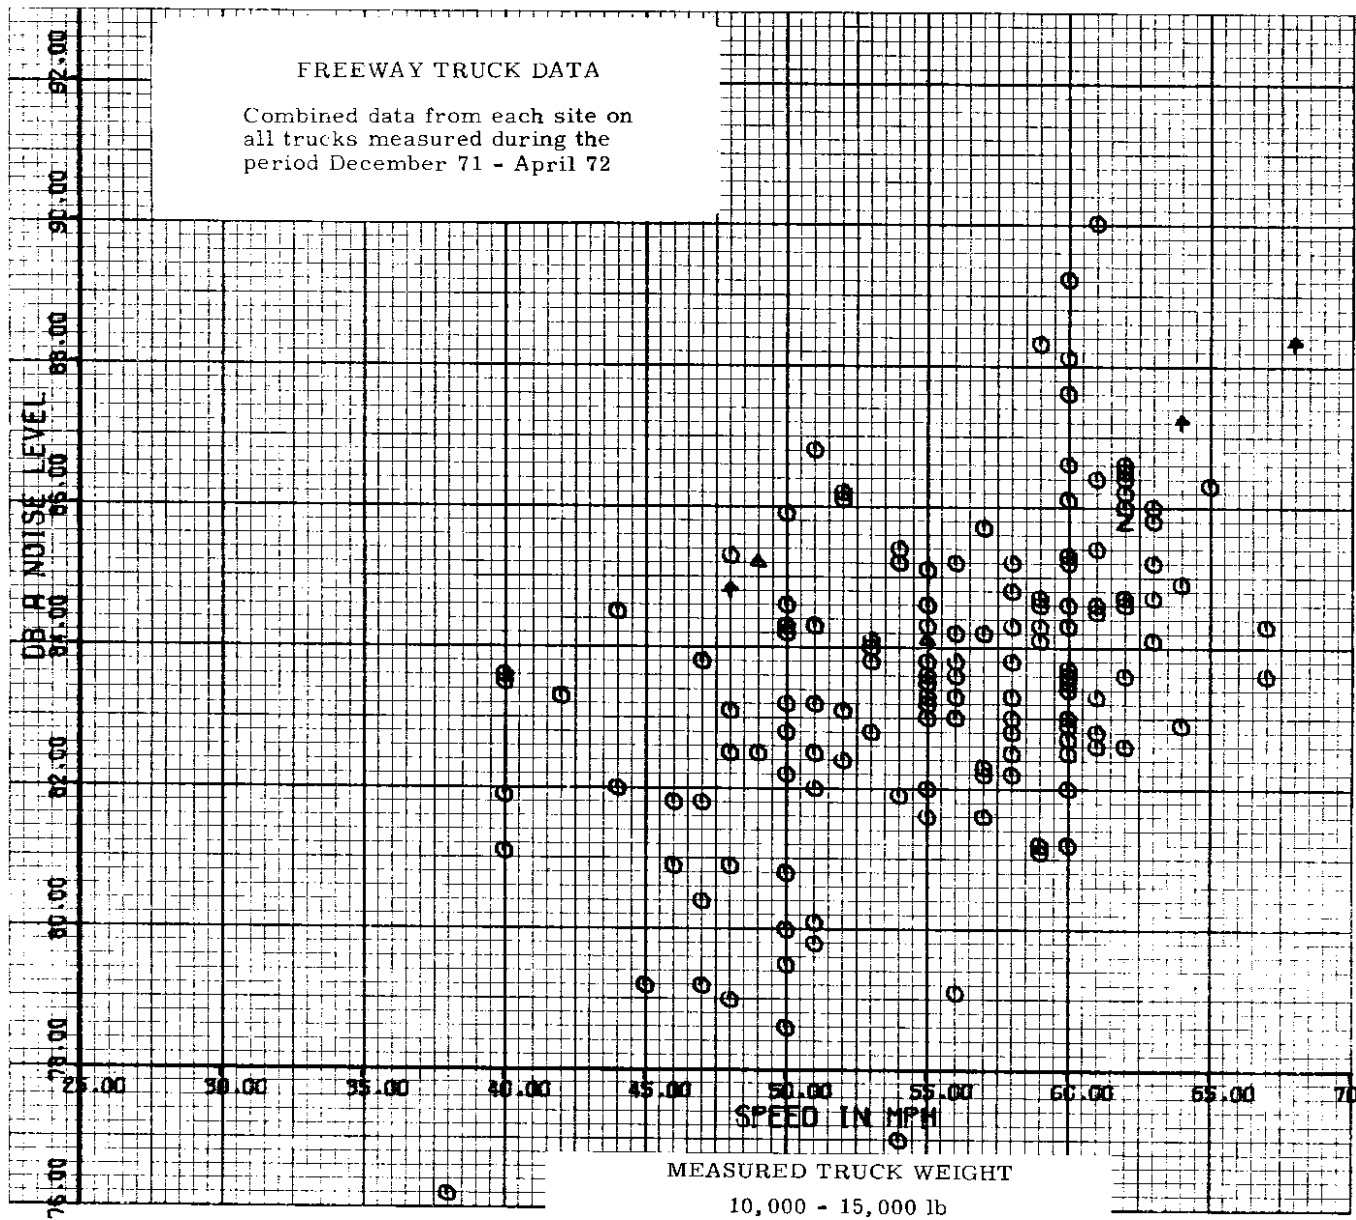 FREEWAY TRUCK DATA
Combined data from each site on
all trucks measured during the
period December 71 - April 72
92.00
90.00
88.00
86.00
84.00
82.00
80.00
78.00
76.00
DB A NOISE LEVEL
25.00 30.00 35.00 40.00 45.00 50.00 55.00 60.00 65.00 70
SPEED IN MPH
MEASURED TRUCK WEIGHT
10,000 - 15,000 lb